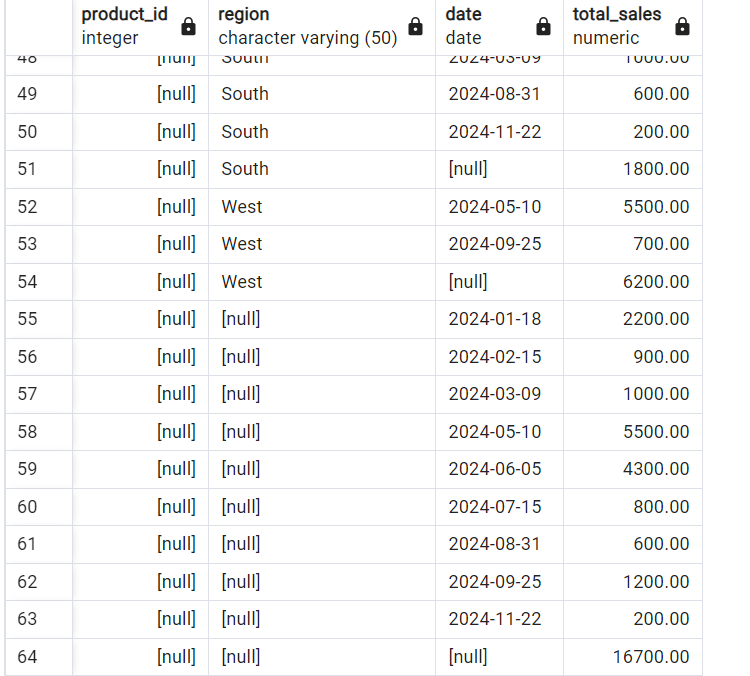 product_id region date total_sales
integer character varying (50) date numeric
48 [null] South 2024-03-09 1000.00
49 [null] South 2024-08-31 600.00
50 [null] South 2024-11-22 200.00
51 [null] South [null] 1800.00
52 [null] West 2024-05-10 5500.00
53 [null] West 2024-09-25 700.00
54 [null] West [null] 6200.00
55 [null] [null] 2024-01-18 2200.00
56 [null] [null] 2024-02-15 900.00
57 [null] [null] 2024-03-09 1000.00
58 [null] [null] 2024-05-10 5500.00
59 [null] [null] 2024-06-05 4300.00
60 [null] [null] 2024-07-15 800.00
61 [null] [null] 2024-08-31 600.00
62 [null] [null] 2024-09-25 1200.00
63 [null] [null] 2024-11-22 200.00
64 [null] [null] [null] 16700.00